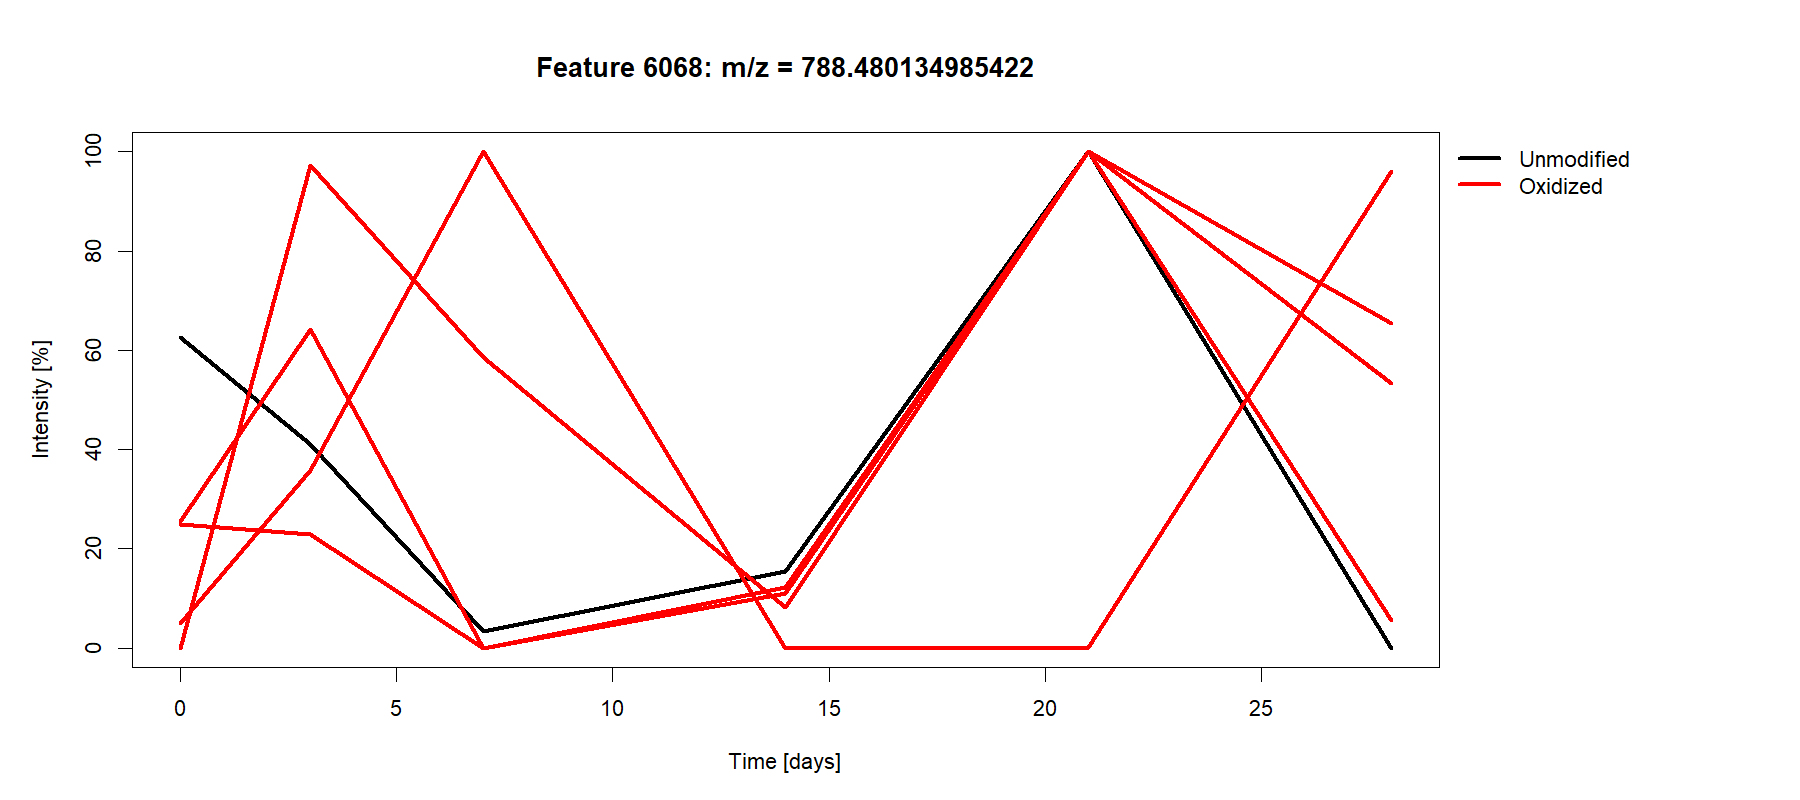 Feature 6068: m/z = 788.480134985422
Unmodified
Oxidized
Intensity [%]
100
80
60
40
20
0
0 5 10 15 20 25
Time [days]